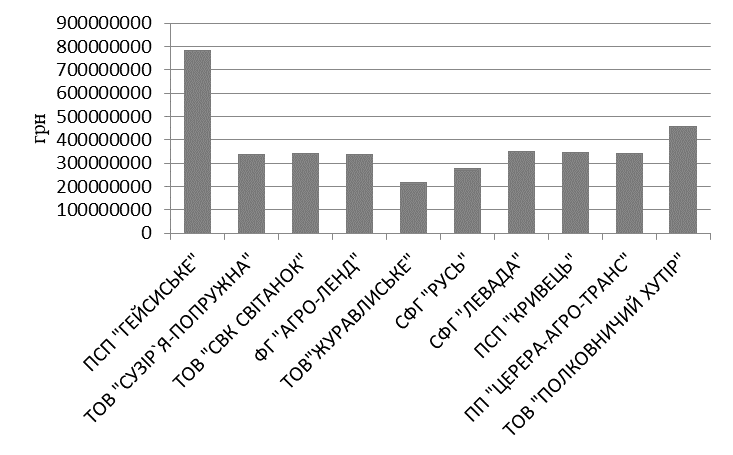 900000000
800000000
700000000
600000000
500000000
400000000
300000000
200000000
100000000
0
грн
ПСП "ГЕЙСИСЬКЕ"
ТОВ "СУЗІР`Я-ПОПРУЖНА"
ТОВ "СВК СВІТАНОК"
ФГ "АГРО-ЛЕНД"
ТОВ"ЖУРАВЛИСЬКЕ"
СФГ "РУСЬ"
СФГ "ЛЕВАДА"
ПСП "КРИВЕЦЬ"
ПП "ЦЕРЕРА-АГРО-ТРАНС"
ТОВ "ПОЛКОВНИЧИЙ ХУТІР"